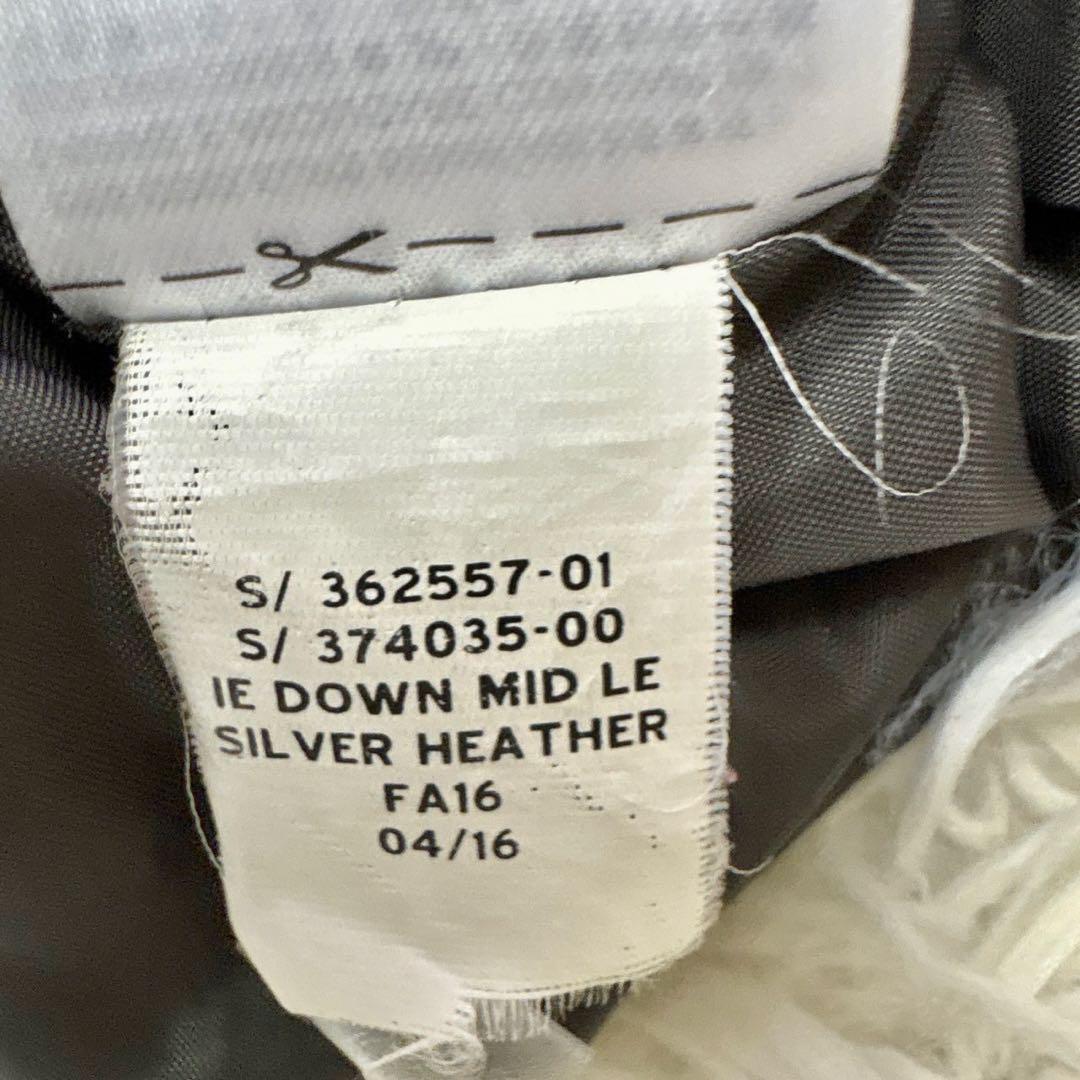 S/ 362557-01
S/ 374035-00
IE DOWN MID LE
SILVER HEATHER
FA16
04/16